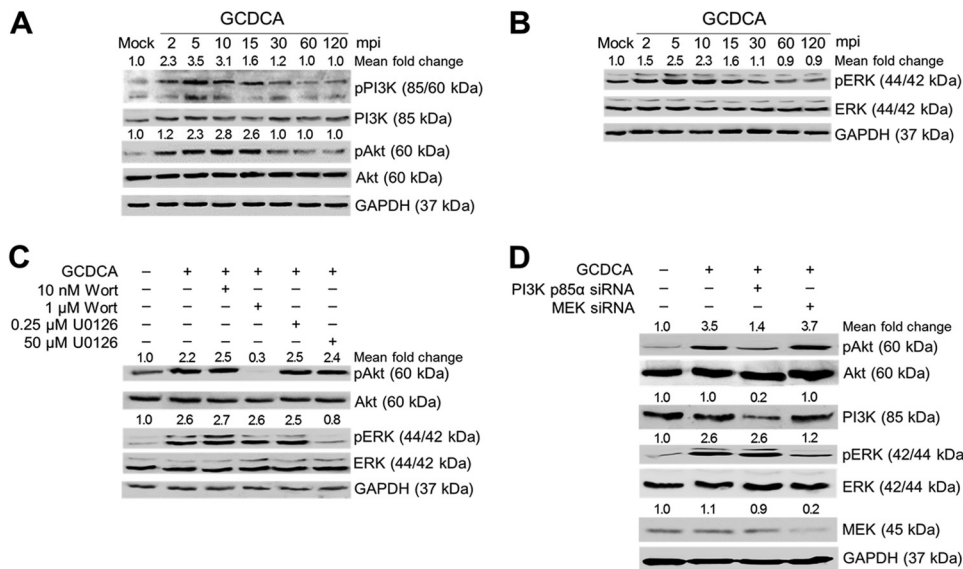 A
GCDCA
Mock 2 5 10 15 30 60 120 mpi
1.0 2.3 3.5 3.1 1.6 1.2 1.0 1.0 Mean fold change
pPI3K (85/60 kDa)
PI3K (85 kDa)
1.0 1.2 2.3 2.8 2.6 1.0 1.0 1.0
pAkt (60 kDa)
Akt (60 kDa)
GAPDH (37 kDa)
B
GCDCA
Mock 2 5 10 15 30 60 120 mpi
1.0 1.5 2.5 2.3 1.6 1.1 0.9 0.9 Mean fold change
pERK (44/42 kDa)
ERK (44/42 kDa)
GAPDH (37 kDa)
C
GCDCA – + + + + +
10 nM Wort +
1 µM Wort +
0.25 µM U0126 – +
50 µM U0126 – +
1.0 2.2 2.5 0.3 2.5 2.4 Mean fold change
pAkt (60 kDa)
Akt (60 kDa)
1.0 2.6 2.7 2.6 2.5 0.8
pERK (44/42 kDa)
ERK (44/42 kDa)
GAPDH (37 kDa)
D
GCDCA – + + +
PI3K p85α siRNA – +
MEK siRNA – +
1.0 3.5 1.4 3.7 Mean fold change
pAkt (60 kDa)
Akt (60 kDa)
1.0 1.0 0.2 1.0
PI3K (85 kDa)
1.0 2.6 2.6 1.2
pERK (42/44 kDa)
ERK (42/44 kDa)
1.0 1.1 0.9 0.2
MEK (45 kDa)
GAPDH (37 kDa)